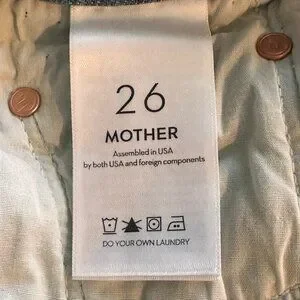 26
MOTHER
Assembled in USA
by both USA and foreign components
DO YOUR OWN LAUNDRY